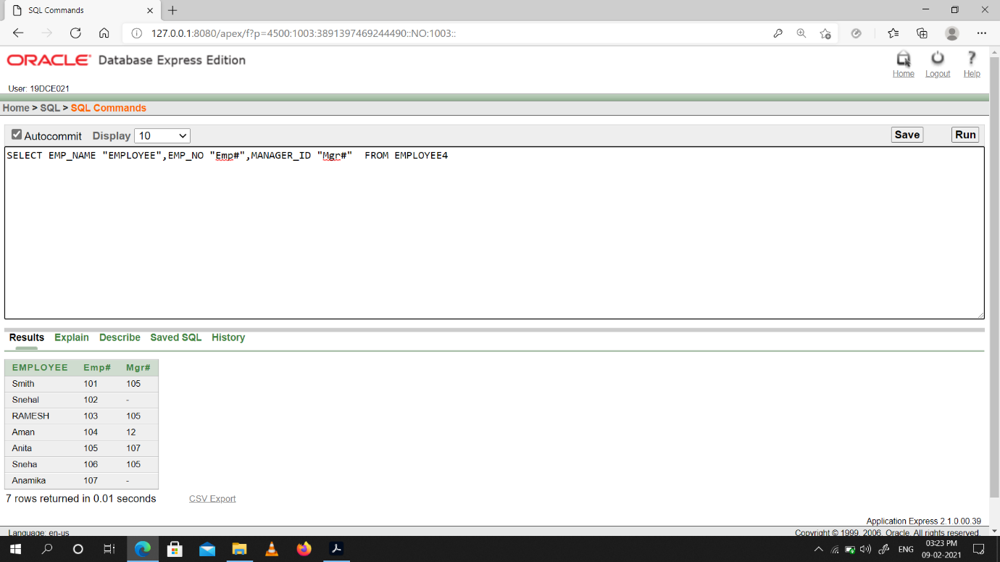 SQL Commands
127.0.0.1:8080/apex/f?p=4500:1003:3891397469244490::NO:1003::
ORACLE Database Express Edition
Home Logout Help
User: 19DCE021
Home > SQL > SQL Commands
Autocommit Display 10 Save Run
SELECT EMP_NAME "EMPLOYEE",EMP_NO "Emp#",MANAGER_ID "Mgr#" FROM EMPLOYEE4
Results Explain Describe Saved SQL History
EMPLOYEE Emp# Mgr#
Smith 101 105
Snehal 102 -
RAMESH 103 105
Aman 104 12
Anita 105 107
Sneha 106 105
Anamika 107 -
7 rows returned in 0.01 seconds CSV Export
Application Express 2.1.0.00.39
Language: en-us Copyright © 1999, 2006, Oracle. All rights reserved.
ENG 03:23 PM
09-02-2021